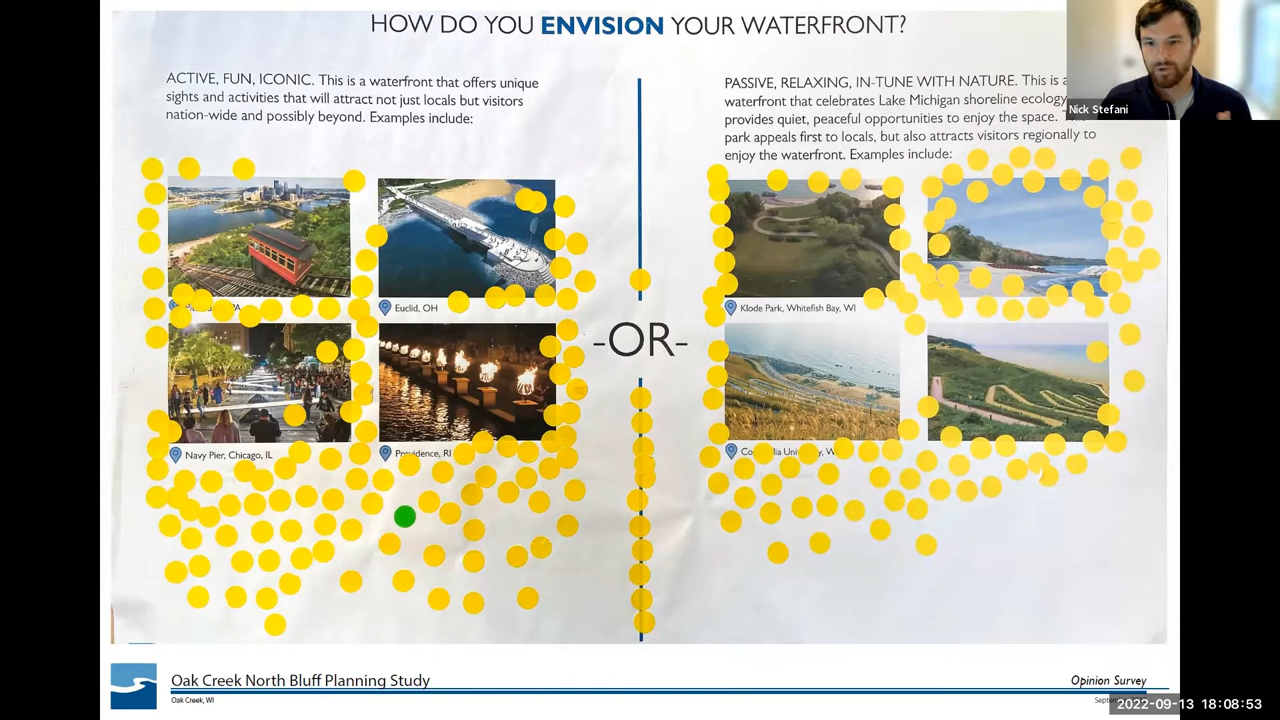 HOW DO YOU ENVISION YOUR WATERFRONT?
ACTIVE, FUN, ICONIC. This is a waterfront that offers unique
sights and activities that will attract not just locals but visitors
nation-wide and possibly beyond. Examples include:
PASSIVE, RELAXING, IN-TUNE WITH NATURE. This is a
waterfront that celebrates Lake Michigan shoreline ecology
provides quiet, peaceful opportunities to enjoy the space.
park appeals first to locals, but also attracts visitors regionally to
enjoy the waterfront. Examples include:
Nick Stefani
PA
Euclid, OH
Klode Park, Whitefish Bay, WI
-OR-
Navy Pier, Chicago, IL
Providence, RI
Oak Creek North Bluff Planning Study
Opinion Survey
Oak Creek, WI
2022-09-13 18:08:53